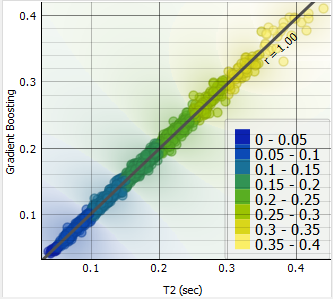 0.4
0.3
0.2
0.1
Gradient Boosting
r = 1.00
0 - 0.05
0.05 - 0.1
0.1 - 0.15
0.15 - 0.2
0.2 - 0.25
0.25 - 0.3
0.3 - 0.35
0.35 - 0.4
0.1 0.2 0.3 0.4
T2 (sec)